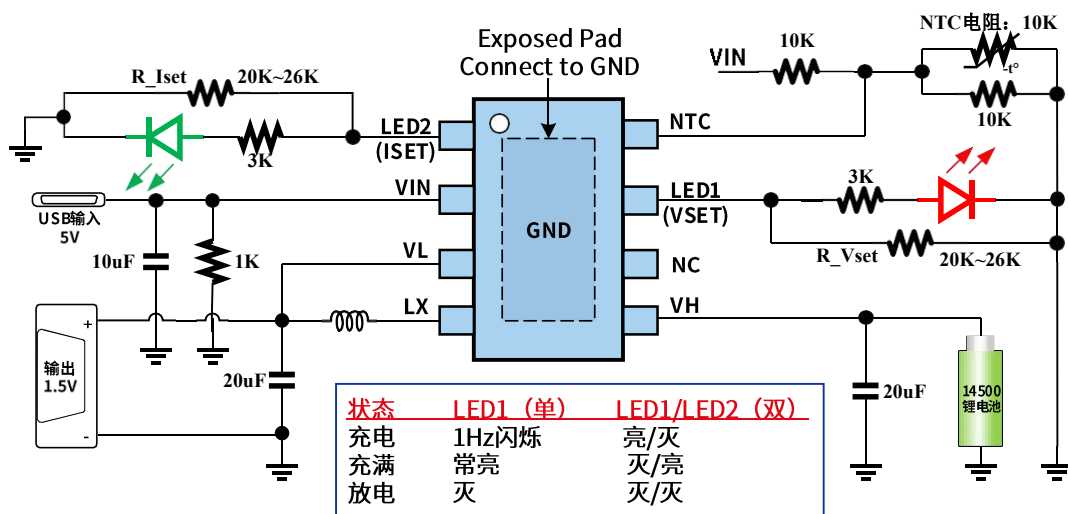 NTC电阻：10K
-t°
10K
VIN
10K
Exposed Pad
Connect to GND
R_Iset
20K~26K
3K
LED2
(ISET)
NTC
VIN
LED1
(VSET)
3K
R_Vset
20K~26K
USB输入
5V
10uF
1K
VL
GND
NC
LX
VH
+
输出
1.5V
-
20uF
20uF
14500
锂电池
状态 LED1（单） LED1/LED2（双）
充电 1Hz闪烁 亮/灭
充满 常亮 灭/亮
放电 灭 灭/灭